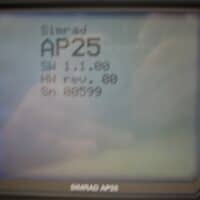 Simrad
AP25
SW 1.1.00
HW rev. 00
Sn 00599
SIMRAD AP25